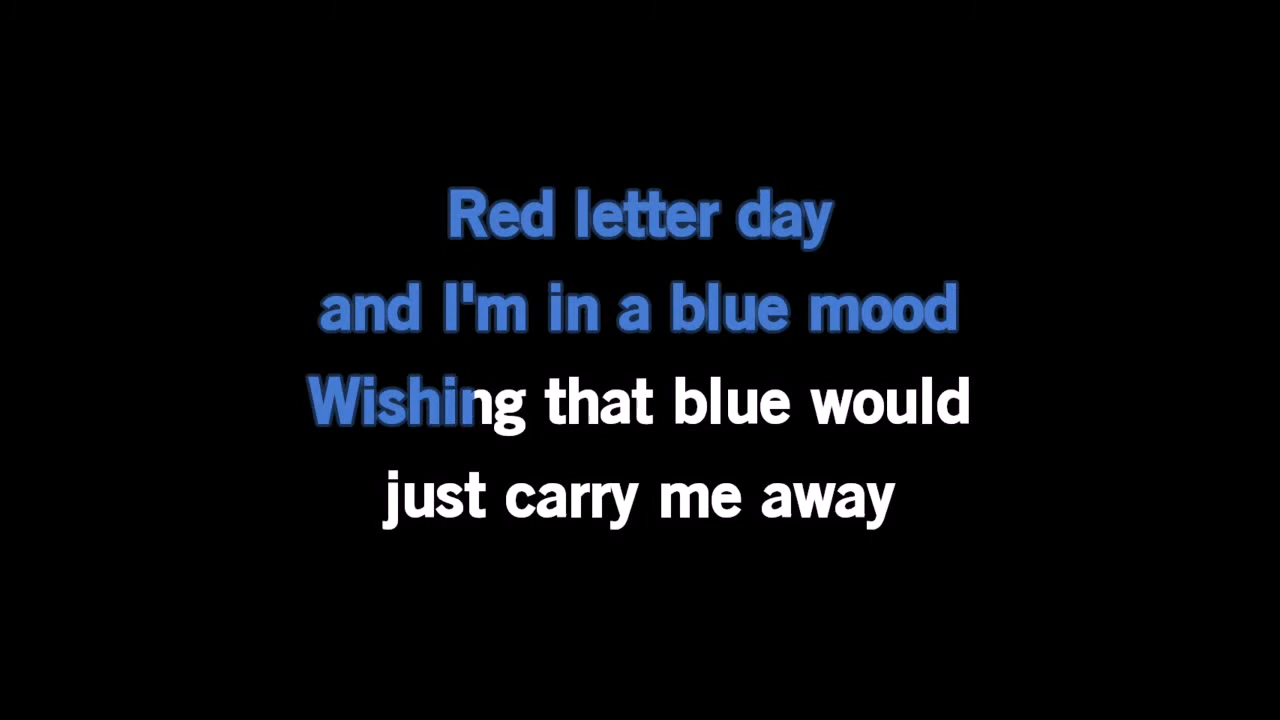 Red letter day
and I'm in a blue mood
Wishing that blue would
just carry me away